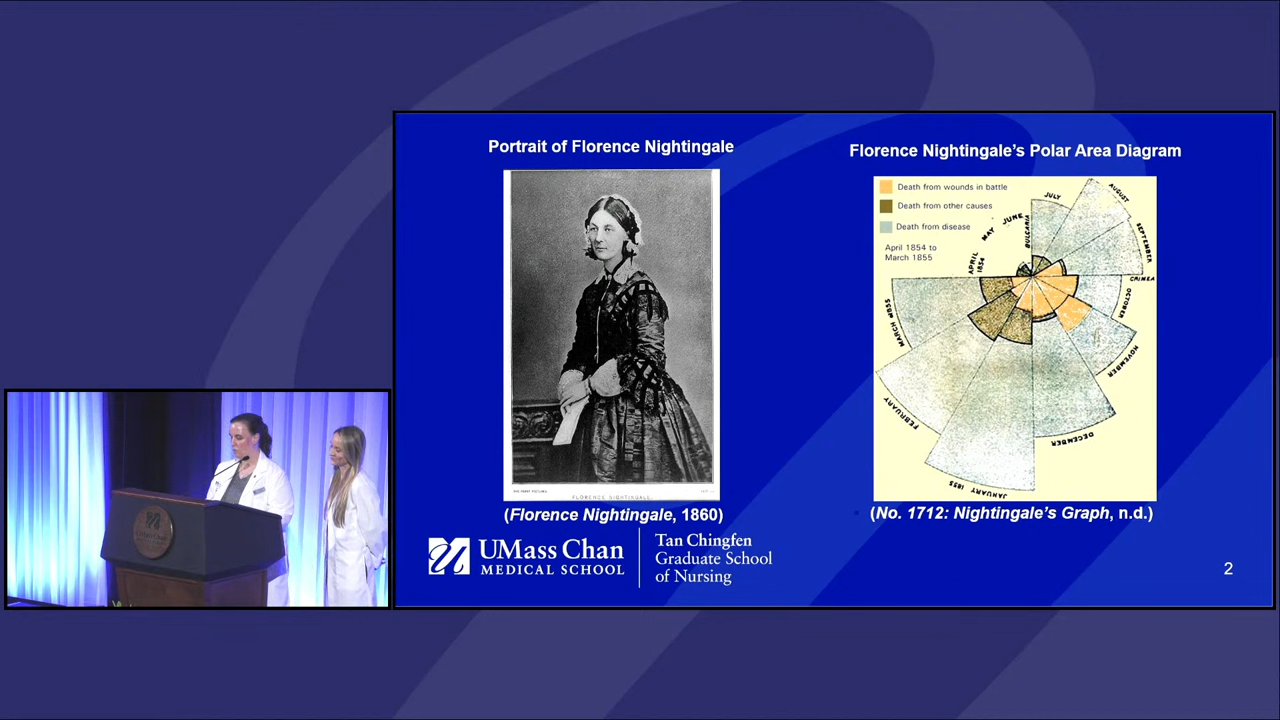 Portrait of Florence Nightingale
FLORENCE NIGHTINGALE.
(Florence Nightingale, 1860)
Florence Nightingale's Polar Area Diagram
Death from wounds in battle
Death from other causes
Death from disease
April 1854 to
March 1855
APRIL
1854
MAY
JUNE
BULGARIA
JULY
AUGUST
SEPTEMBER
CRIMEA
OCTOBER
NOVEMBER
DECEMBER
JANUARY 1855
FEBRUARY
MARCH 1855
(No. 1712: Nightingale's Graph, n.d.)
UMass Chan
MEDICAL SCHOOL
Tan Chingfen
Graduate School
of Nursing
2
UMass Chan